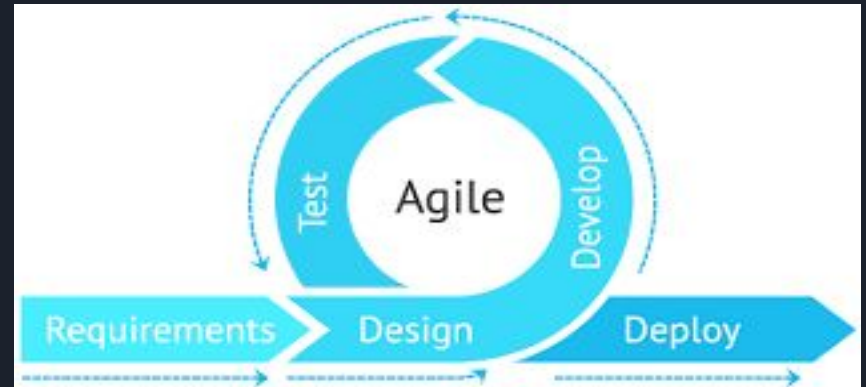 Agile
Test
Develop
Requirements
Design
Deploy